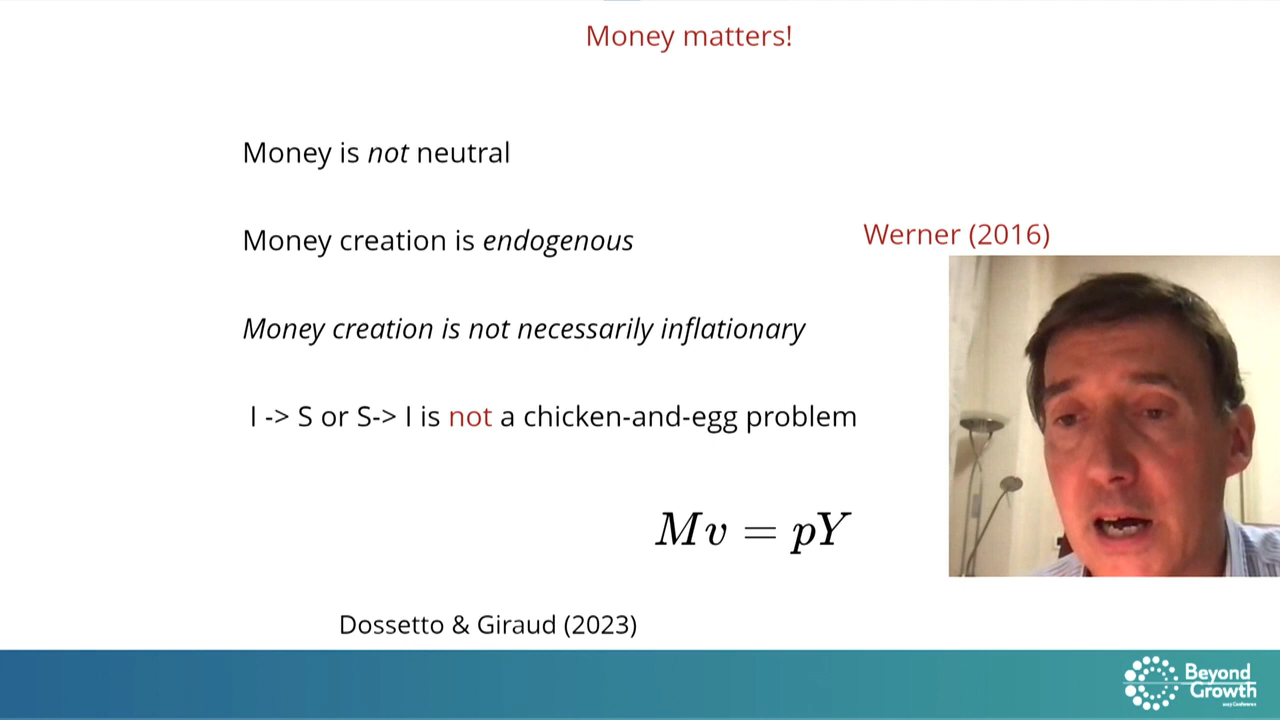 Money matters!
Money is not neutral
Money creation is endogenous
Werner (2016)
Money creation is not necessarily inflationary
I -> S or S-> I is not a chicken-and-egg problem
Mv = pY
Dossetto & Giraud (2023)
Beyond
Growth